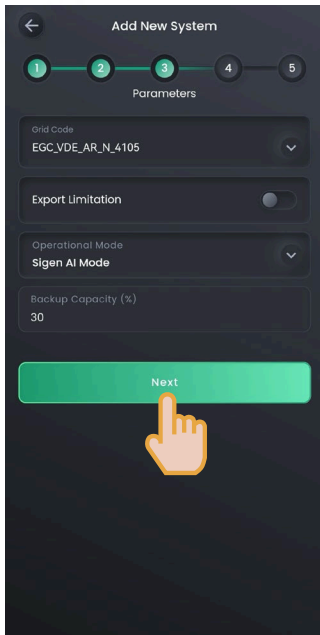 Add New System
1 2 3 4 5
Parameters
Grid Code
EGC_VDE_AR_N_4105
Export Limitation
Operational Mode
Sigen AI Mode
Backup Capacity (%)
30
Next